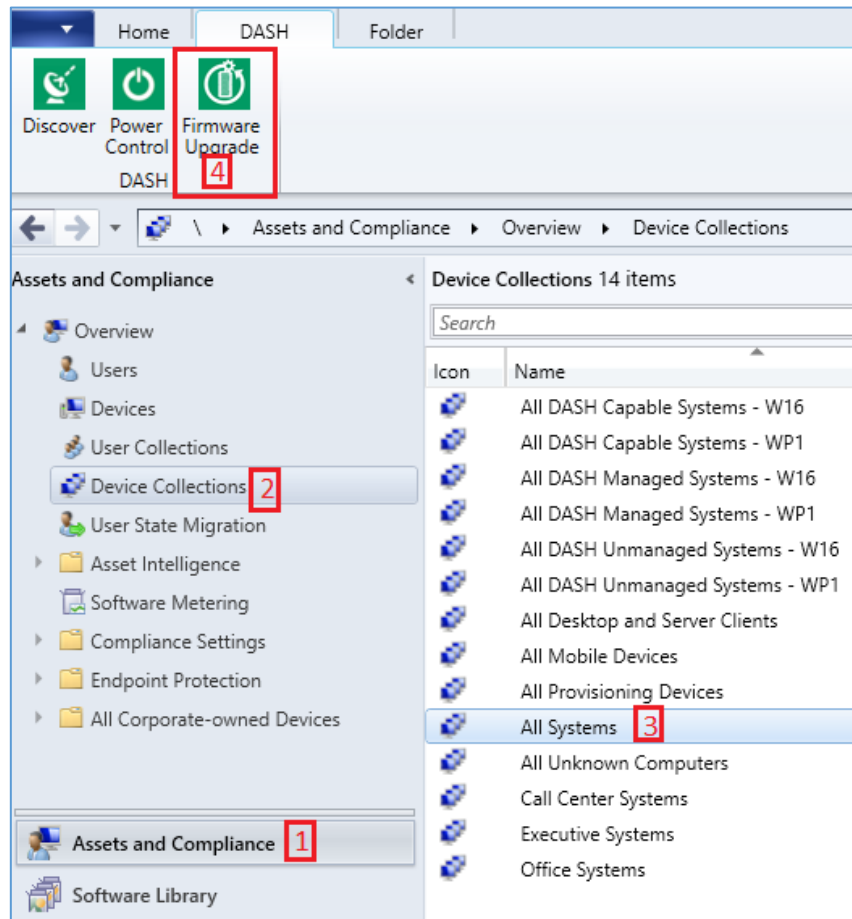 Home DASH Folder
Discover Power Control Firmware Upgrade
4
DASH
\ Assets and Compliance Overview Device Collections
Assets and Compliance
Overview
Users
Devices
User Collections
Device Collections 2
User State Migration
Asset Intelligence
Software Metering
Compliance Settings
Endpoint Protection
All Corporate-owned Devices
Assets and Compliance 1
Software Library
Device Collections 14 items
Search
Icon Name
All DASH Capable Systems - W16
All DASH Capable Systems - WP1
All DASH Managed Systems - W16
All DASH Managed Systems - WP1
All DASH Unmanaged Systems - W16
All DASH Unmanaged Systems - WP1
All Desktop and Server Clients
All Mobile Devices
All Provisioning Devices
All Systems 3
All Unknown Computers
Call Center Systems
Executive Systems
Office Systems